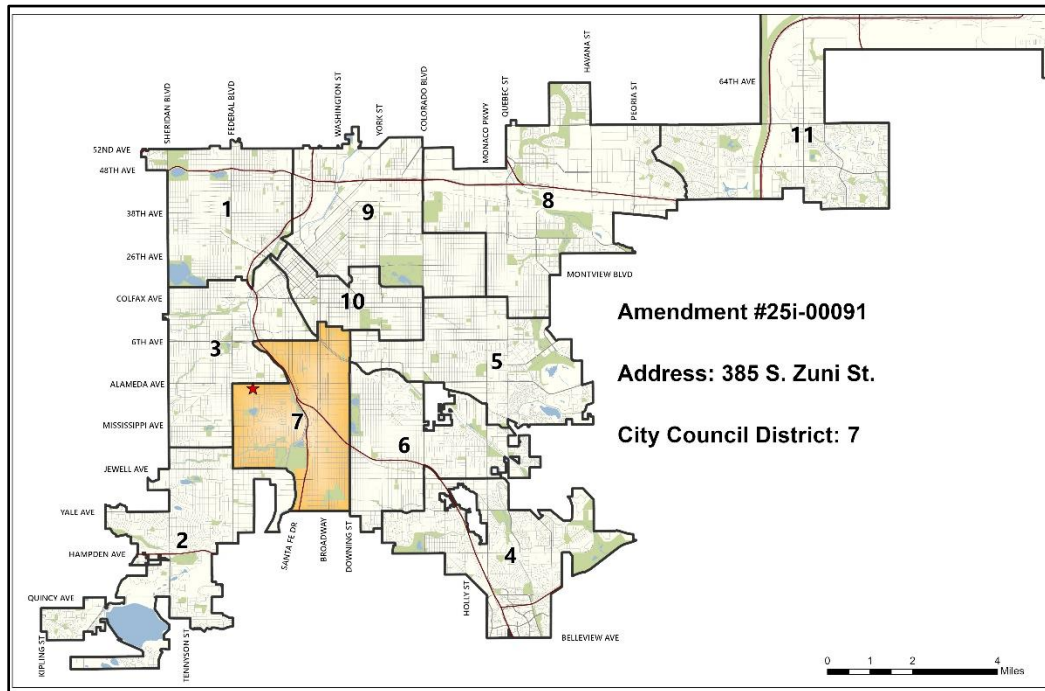 HAVANA ST
WASHINGTON ST
COLORADO BLVD
MONACO PKWY
QUEBEC ST
64TH AVE
PEORIA ST
SHERIDAN BLVD
FEDERAL BLVD
YORK ST
11
52ND AVE
48TH AVE
1
9
8
38TH AVE
26TH AVE
MONTVIEW BLVD
COLFAX AVE
10
Amendment #25i-00091
6TH AVE
3
5
Address: 385 S. Zuni St.
ALAMEDA AVE
MISSISSIPPI AVE
7
6
City Council District: 7
JEWELL AVE
YALE AVE
2
4
HAMPDEN AVE
SANTA FE DR
BROADWAY
DOWNING ST
HOLLY ST
QUINCY AVE
BELLEVIEW AVE
KIPLING ST
TENNYSON ST
0 1 2 4
Miles